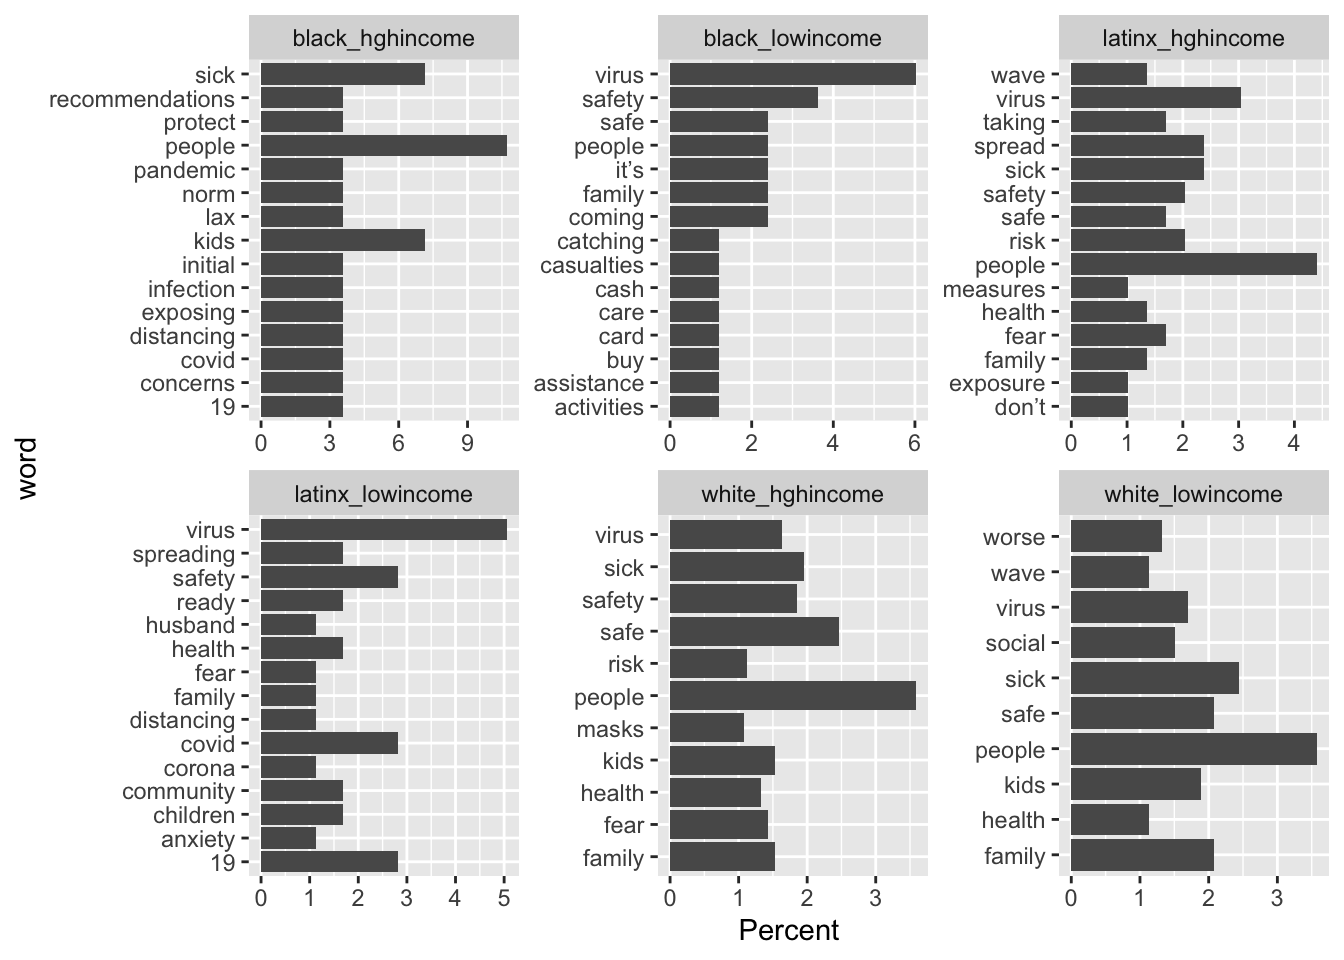 black_hghincome
sick
recommendations
protect
people
pandemic
norm
lax
kids
initial
infection
exposing
distancing
covid
concerns
19
0 3 6 9
black_lowincome
virus
safety
safe
people
it’s
family
coming
catching
casualties
cash
care
card
buy
assistance
activities
0 2 4 6
latinx_hghincome
wave
virus
taking
spread
sick
safety
safe
risk
people
measures
health
fear
family
exposure
don’t
0 1 2 3 4
word
latinx_lowincome
virus
spreading
safety
ready
husband
health
fear
family
distancing
covid
corona
community
children
anxiety
19
0 1 2 3 4 5
white_hghincome
virus
sick
safety
safe
risk
people
masks
kids
health
fear
family
0 1 2 3
white_lowincome
worse
wave
virus
social
sick
safe
people
kids
health
family
0 1 2 3
Percent